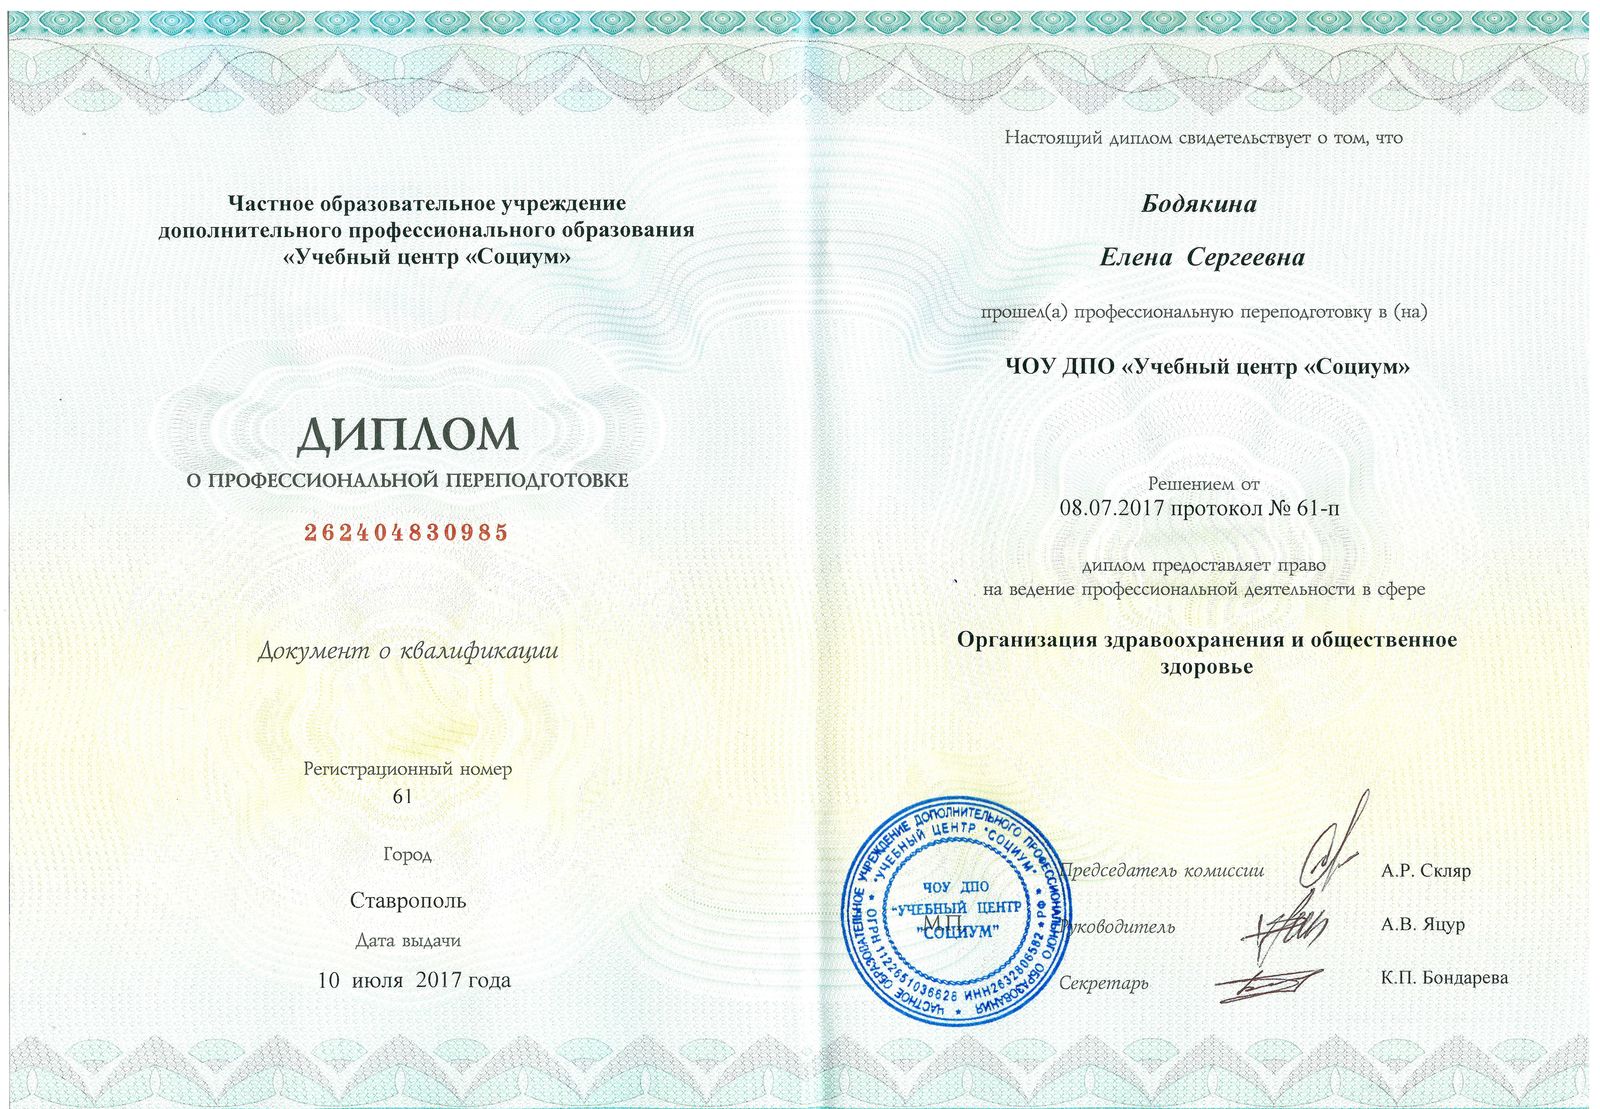 Частное образовательное учреждение
дополнительного профессионального образования
«Учебный центр «Социум»
ДИПЛОМ
О ПРОФЕССИОНАЛЬНОЙ ПЕРЕПОДГОТОВКЕ
262404830985
Документ о квалификации
Регистрационный номер
61
Город
Ставрополь
Дата выдачи
10 июля 2017 года
Настоящий диплом свидетельствует о том, что
Бодякина
Елена Сергеевна
прошел(а) профессиональную переподготовку в (на)
ЧОУ ДПО «Учебный центр «Социум»
Решением от
08.07.2017 протокол № 61-п
диплом предоставляет право
на ведение профессиональной деятельности в сфере
Организация здравоохранения и общественное
здоровье
Председатель комиссии А.Р. Скляр
Руководитель А.В. Яцур
Секретарь К.П. Бондарева
М.П.
ЧАСТНОЕ ОБРАЗОВАТЕЛЬНОЕ УЧРЕЖДЕНИЕ ДОПОЛНИТЕЛЬНОГО ПРОФЕССИОНАЛЬНОГО ОБРАЗОВАНИЯ
"УЧЕБНЫЙ ЦЕНТР "СОЦИУМ" * РФ * ИНН2632806582 * ОГРН1122651036628
ЧОУ ДПО
"УЧЕБНЫЙ ЦЕНТР
"СОЦИУМ"